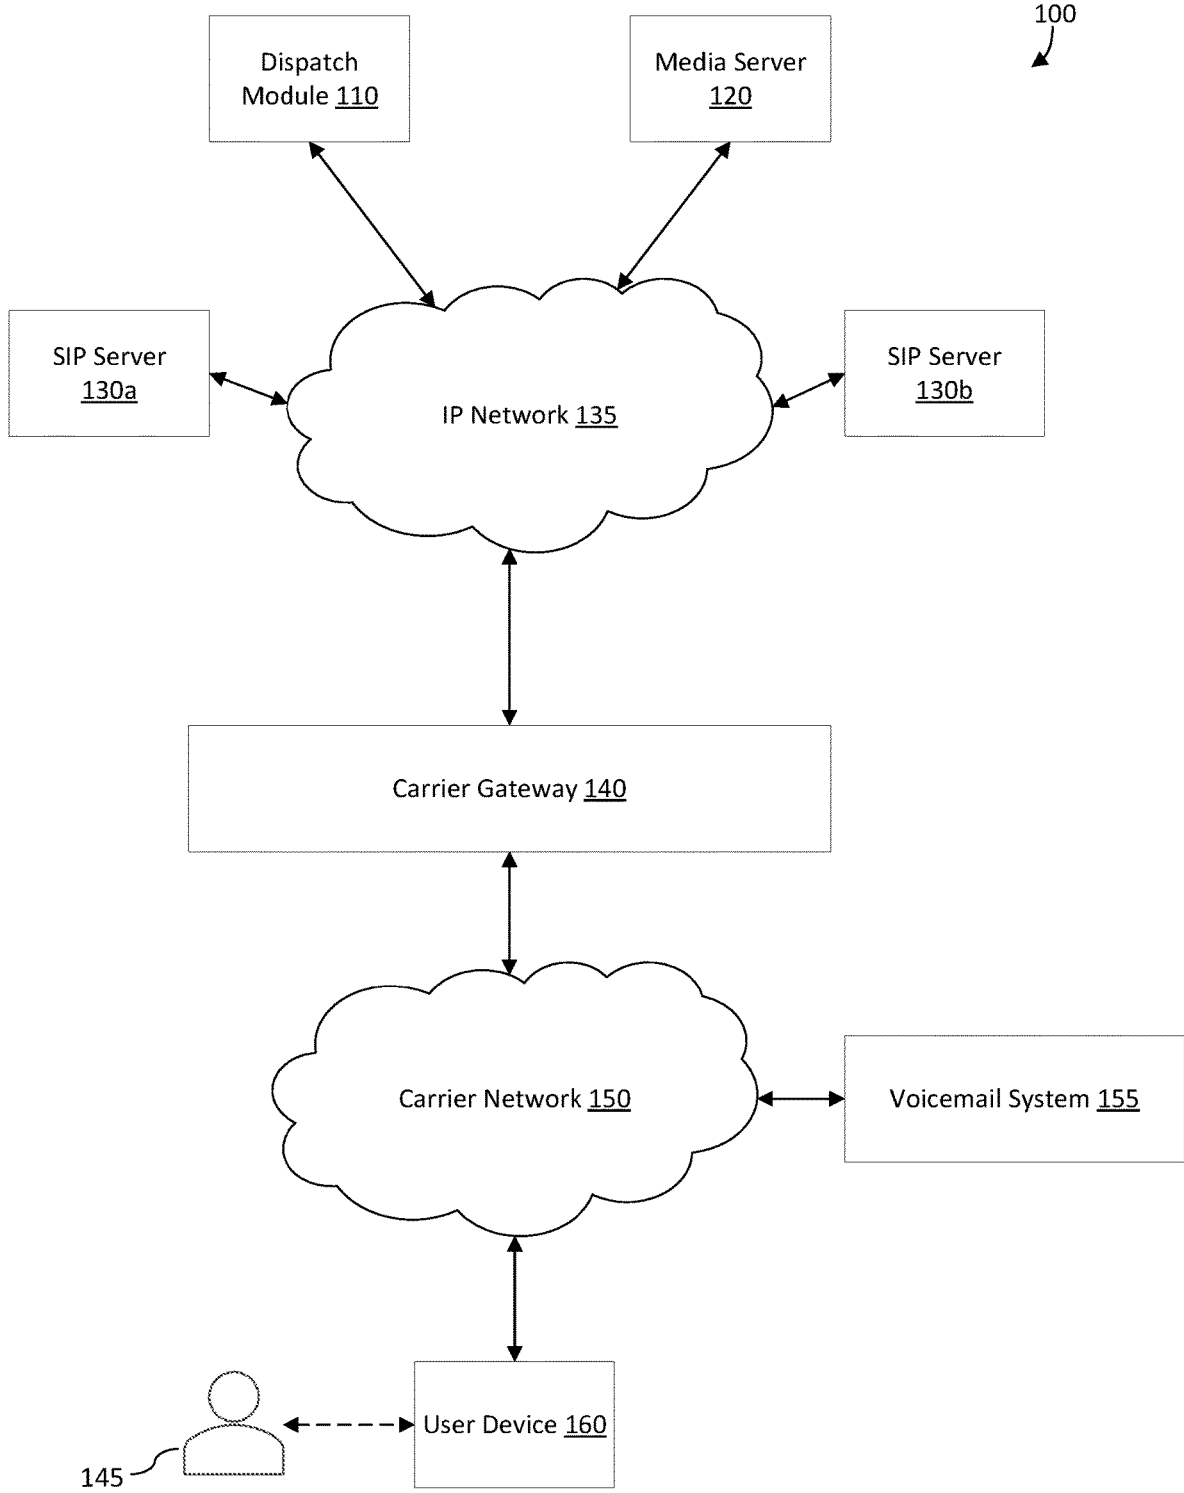 100
Dispatch
Module 110
Media Server
120
SIP Server
130a
IP Network 135
SIP Server
130b
Carrier Gateway 140
Carrier Network 150
Voicemail System 155
User Device 160
145